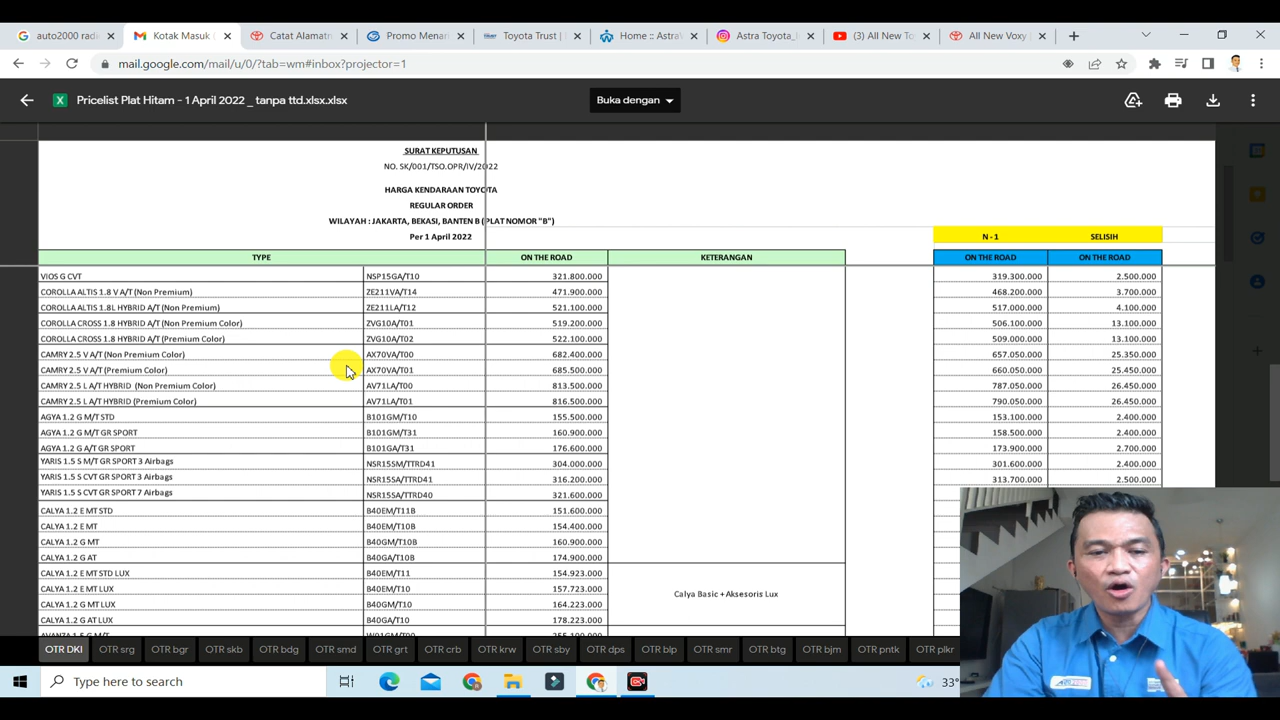 auto2000 radi
Kotak Masuk (
Catat Alamatn
Promo Menar
Toyota Trust |
Home :: AstraV
Astra Toyota_I
(3) All New To
All New Voxy |
mail.google.com/mail/u/0/?tab=wm#inbox?projector=1
Pricelist Plat Hitam - 1 April 2022 _ tanpa ttd.xlsx.xlsx
Buka dengan
SURAT KEPUTUSAN
NO. SK/001/TSO.OPR/IV/2022
HARGA KENDARAAN TOYOTA
REGULAR ORDER
WILAYAH : JAKARTA, BEKASI, BANTEN B (PLAT NOMOR "B")
Per 1 April 2022 N - 1 SELISIH
TYPE ON THE ROAD KETERANGAN ON THE ROAD ON THE ROAD
VIOS G CVT NSP15GA/T10 321.800.000 319.300.000 2.500.000
COROLLA ALTIS 1.8 V A/T (Non Premium) ZE211VA/T14 471.900.000 468.200.000 3.700.000
COROLLA ALTIS 1.8L HYBRID A/T (Non Premium) ZE211LA/T12 521.100.000 517.000.000 4.100.000
COROLLA CROSS 1.8 HYBRID A/T (Non Premium Color) ZVG10A/T01 519.200.000 506.100.000 13.100.000
COROLLA CROSS 1.8 HYBRID A/T (Premium Color) ZVG10A/T02 522.100.000 509.000.000 13.100.000
CAMRY 2.5 V A/T (Non Premium Color) AX70VA/T00 682.400.000 657.050.000 25.350.000
CAMRY 2.5 V A/T (Premium Color) AX70VA/T01 685.500.000 660.050.000 25.450.000
CAMRY 2.5 L A/T HYBRID (Non Premium Color) AV71LA/T00 813.500.000 787.050.000 26.450.000
CAMRY 2.5 L A/T HYBRID (Premium Color) AV71LA/T01 816.500.000 790.050.000 26.450.000
AGYA 1.2 G M/T STD B101GM/T10 155.500.000 153.100.000 2.400.000
AGYA 1.2 G M/T GR SPORT B101GM/T31 160.900.000 158.500.000 2.400.000
AGYA 1.2 G A/T GR SPORT B101GA/T31 176.600.000 173.900.000 2.700.000
YARIS 1.5 S M/T GR SPORT 3 Airbags NSR15SM/TTRD41 304.000.000 301.600.000 2.400.000
YARIS 1.5 S CVT GR SPORT 3 Airbags NSR15SA/TTRD41 316.200.000 313.700.000 2.500.000
YARIS 1.5 S CVT GR SPORT 7 Airbags NSR15SA/TTRD40 321.600.000
CALYA 1.2 E MT STD B40EM/T11B 151.600.000
CALYA 1.2 E MT B40EM/T10B 154.400.000
CALYA 1.2 G MT B40GM/T10B 160.900.000
CALYA 1.2 G AT B40GA/T10B 174.900.000
CALYA 1.2 E MT STD LUX B40EM/T11 154.923.000
CALYA 1.2 E MT LUX B40EM/T10 157.723.000 Calya Basic + Aksesoris Lux
CALYA 1.2 G MT LUX B40GM/T10 164.223.000
CALYA 1.2 G AT LUX B40GA/T10 178.223.000
AVANZA 1.5 G M/T W101GM/T00 255.100.000
OTR DKI OTR srg OTR bgr OTR skb OTR bdg OTR smd OTR grt OTR crb OTR krw OTR sby OTR dps OTR blp OTR smr OTR btg OTR bjm OTR pntk OTR plkr
Type here to search
33°